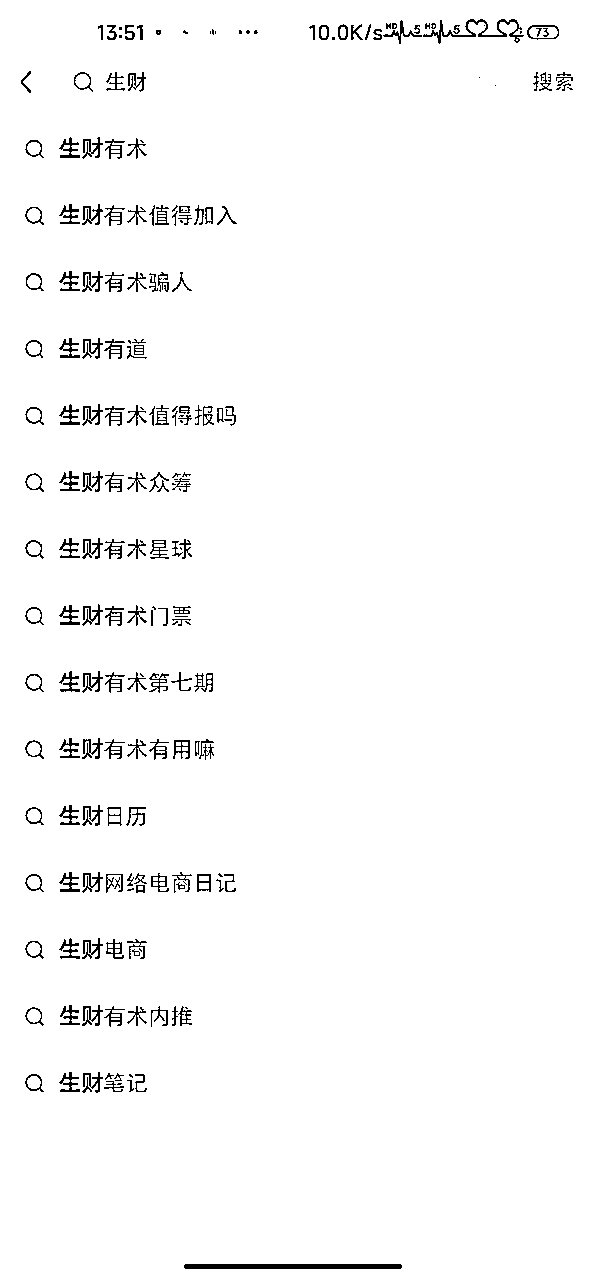 13:51 10.0K/s HD 5 HD 5 73
生财 搜索
生财有术
生财有术值得加入
生财有术骗人
生财有道
生财有术值得报吗
生财有术众筹
生财有术星球
生财有术门票
生财有术第七期
生财有术有用嘛
生财日历
生财网络电商日记
生财电商
生财有术内推
生财笔记